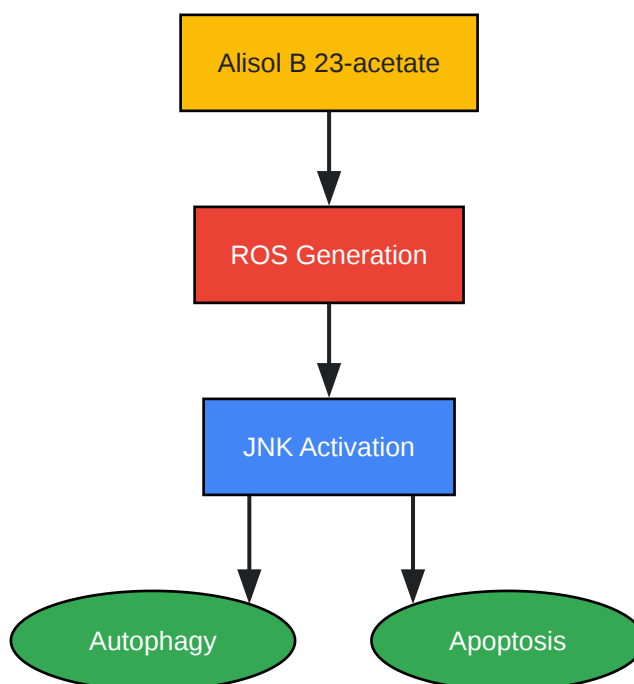 Alisol B 23-acetate
ROS Generation
JNK Activation
Autophagy
Apoptosis